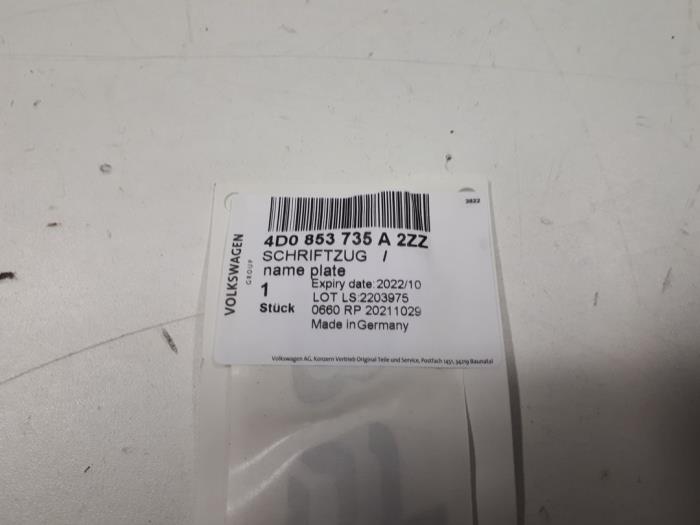 3822
4D0 853 735 A 2ZZ
SCHRIFTZUG /
name plate
1
Stück
Expiry date:2022/10
LOT LS:2203975
0660 RP 20211029
Made in Germany
VOLKSWAGEN
GROUP
Volkswagen AG, Konzern Vertrieb Original Teile und Service, Postfach 1451, 34219 Baunatal